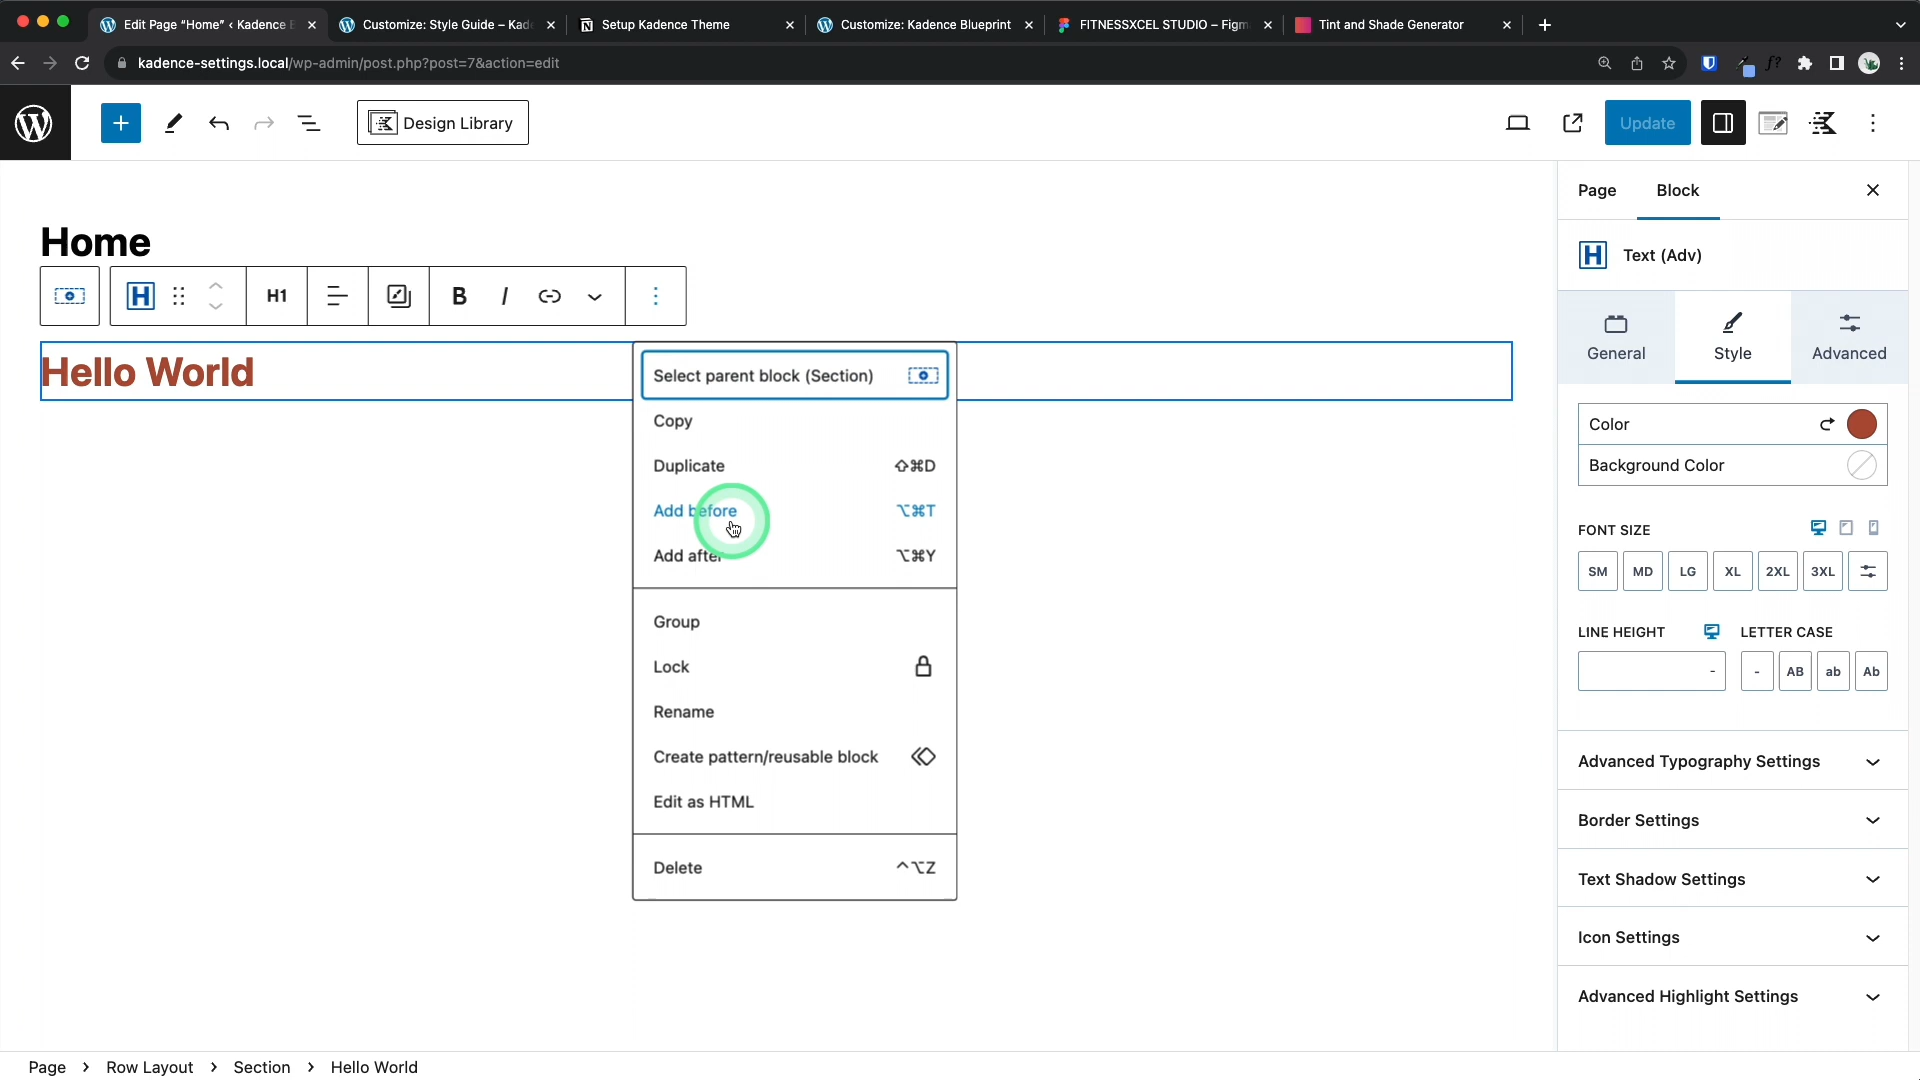 Edit Page “Home” ‹ Kadence B
Customize: Style Guide – Kade
Setup Kadence Theme
Customize: Kadence Blueprint
FITNESSXCEL STUDIO – Figm
Tint and Shade Generator
kadence-settings.local/wp-admin/post.php?post=7&action=edit
Design Library
Update
Page
Block
Home
Text (Adv)
H1
B
I
General
Style
Advanced
Hello World
Select parent block (Section)
Copy
Duplicate ⇧⌘D
Add before ⌥⌘T
Add after ⌥⌘Y
Group
Lock
Rename
Create pattern/reusable block
Edit as HTML
Delete ^⌥Z
Color
Background Color
FONT SIZE
SM MD LG XL 2XL 3XL
LINE HEIGHT LETTER CASE
- - AB ab Ab
Advanced Typography Settings
Border Settings
Text Shadow Settings
Icon Settings
Advanced Highlight Settings
Page › Row Layout › Section › Hello World